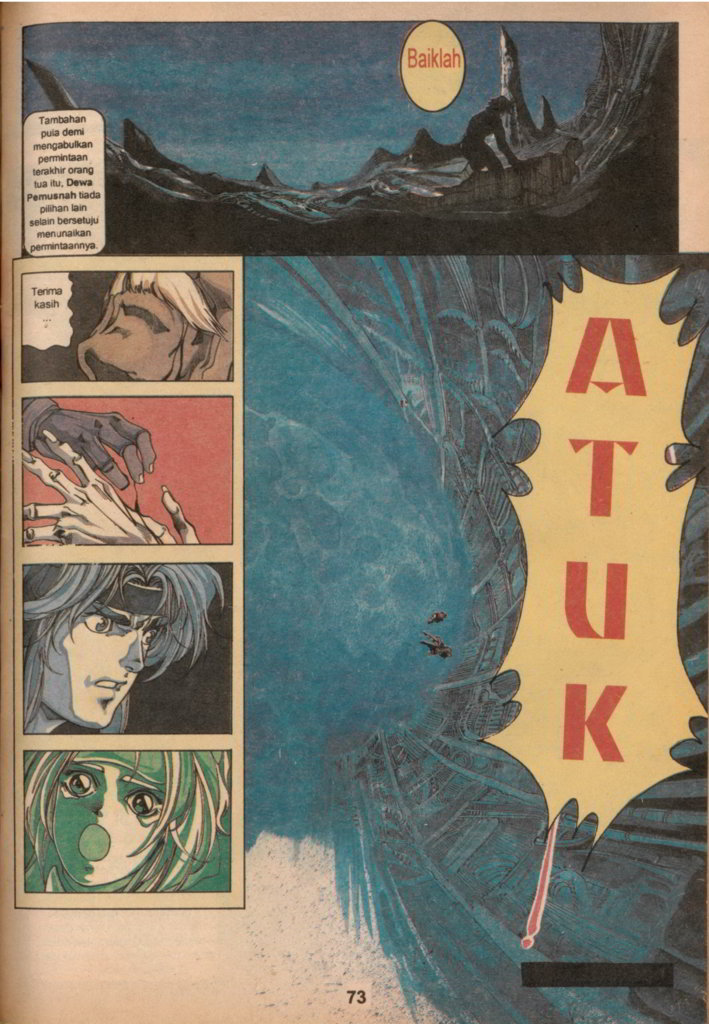 Baiklah
Tambahan
pula demi
mengabulkan
permintaan
terakhir orang
tua itu, Dewa
Pemusnah tiada
pilihan lain
selain bersetuju
menunaikan
permintaannya.
Terima
kasih
...
A
T
U
K
73